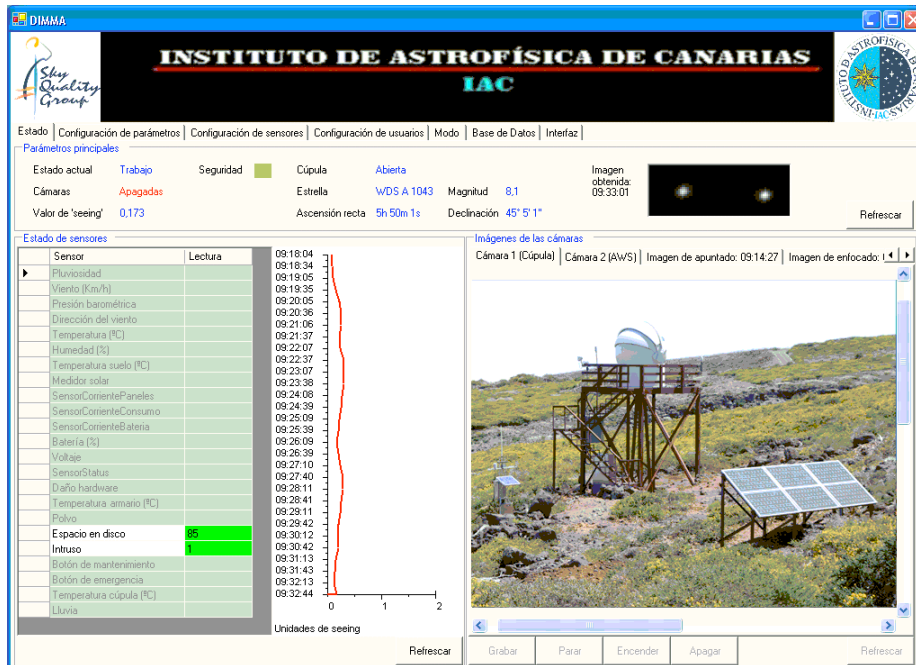 DIMMA
Sky
Quality
Group
INSTITUTO DE ASTROFÍSICA DE CANARIAS
IAC
Estado Configuración de parámetros Configuración de sensores Configuración de usuarios Modo Base de Datos Interfaz
Parámetros principales
Estado actual Trabajo Seguridad Cúpula Abierta
Cámaras Apagadas Estrella WDS A 1043 Magnitud 8,1
Valor de 'seeing' 0,173 Ascensión recta 5h 50m 1s Declinación 45° 5' 1"
Imagen
obtenida:
09:33:01
Refrescar
Estado de sensores
Sensor Lectura
Pluviosidad
Viento (Km/h)
Presión barométrica
Dirección del viento
Temperatura (ºC)
Humedad (%)
Temperatura suelo (ºC)
Medidor solar
SensorCorrientePaneles
SensorCorrienteConsumo
SensorCorrienteBateria
Batería (%)
Voltaje
SensorStatus
Daño hardware
Temperatura armario (ºC)
Polvo
Espacio en disco 85
Intruso 1
Botón de mantenimiento
Botón de emergencia
Temperatura cúpula (ºC)
Lluvia
09:18:04
09:18:34
09:19:05
09:19:35
09:20:05
09:20:36
09:21:06
09:21:37
09:22:07
09:22:37
09:23:07
09:23:38
09:24:08
09:24:39
09:25:09
09:25:39
09:26:09
09:26:39
09:27:10
09:27:40
09:28:11
09:28:41
09:29:11
09:29:42
09:30:12
09:30:42
09:31:13
09:31:43
09:32:13
09:32:44
0 1 2
Unidades de seeing
Refrescar
Imágenes de las cámaras
Cámara 1 (Cúpula) Cámara 2 (AWS) Imagen de apuntado: 09:14:27 Imagen de enfocado:
Grabar Parar Encender Apagar Refrescar